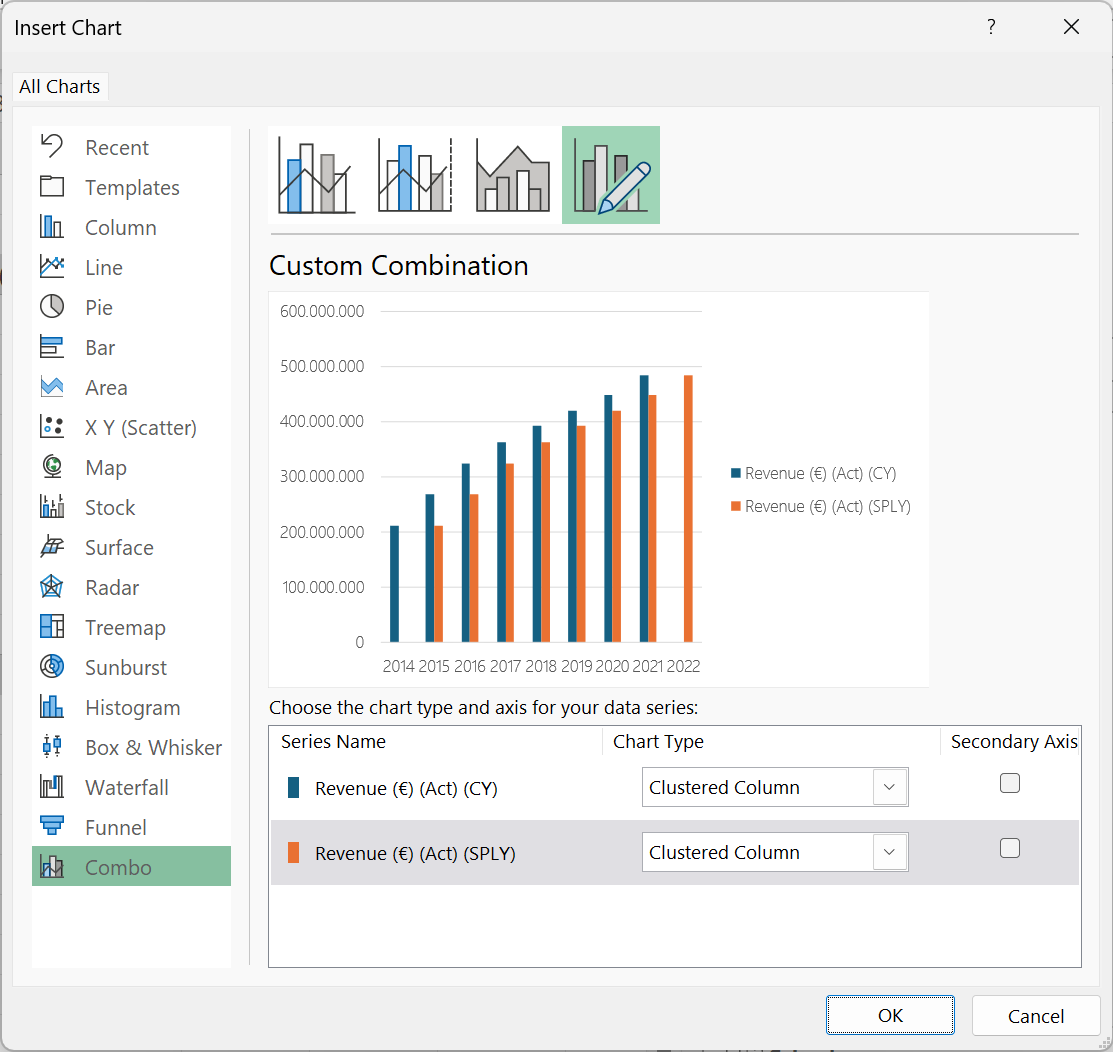 Insert Chart
?
All Charts
Recent
Templates
Column
Line
Pie
Bar
Area
X Y (Scatter)
Map
Stock
Surface
Radar
Treemap
Sunburst
Histogram
Box & Whisker
Waterfall
Funnel
Combo
Custom Combination
600.000.000
500.000.000
400.000.000
300.000.000
200.000.000
100.000.000
0
2014 2015 2016 2017 2018 2019 2020 2021 2022
Revenue (€) (Act) (CY)
Revenue (€) (Act) (SPLY)
Choose the chart type and axis for your data series:
Series Name Chart Type Secondary Axis
Revenue (€) (Act) (CY) Clustered Column
Revenue (€) (Act) (SPLY) Clustered Column
OK Cancel